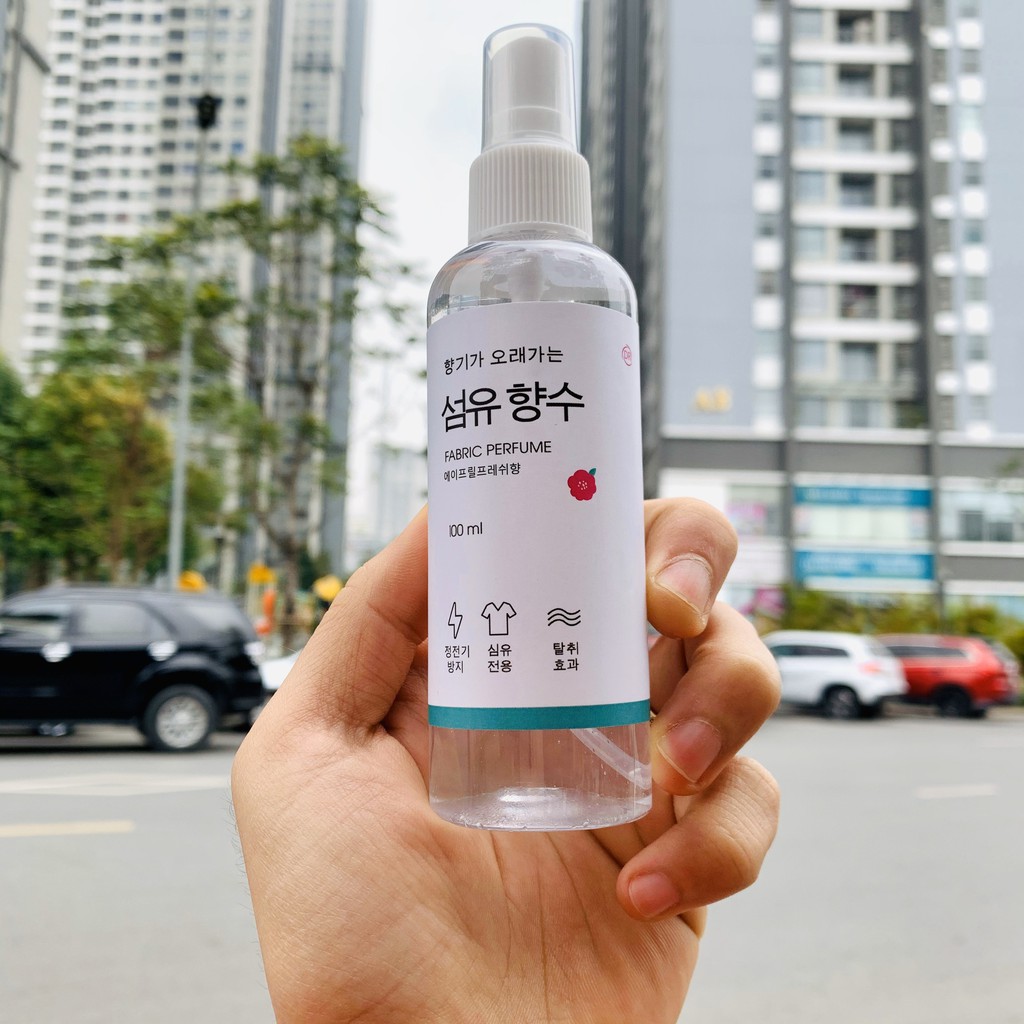 향기가 오래가는
섬유 향수
FABRIC PERFUME
에이프릴프레쉬향
100 ml
정전기
방지
심유
전용
탈취
효과